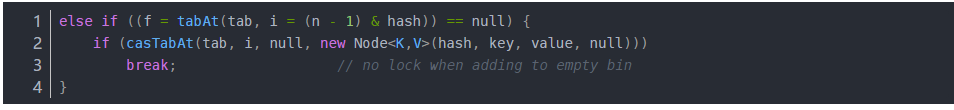 1 else if ((f = tabAt(tab, i = (n - 1) & hash)) == null) {
2     if (casTabAt(tab, i, null, new Node<K,V>(hash, key, value, null)))
3         break;                   // no lock when adding to empty bin
4 }